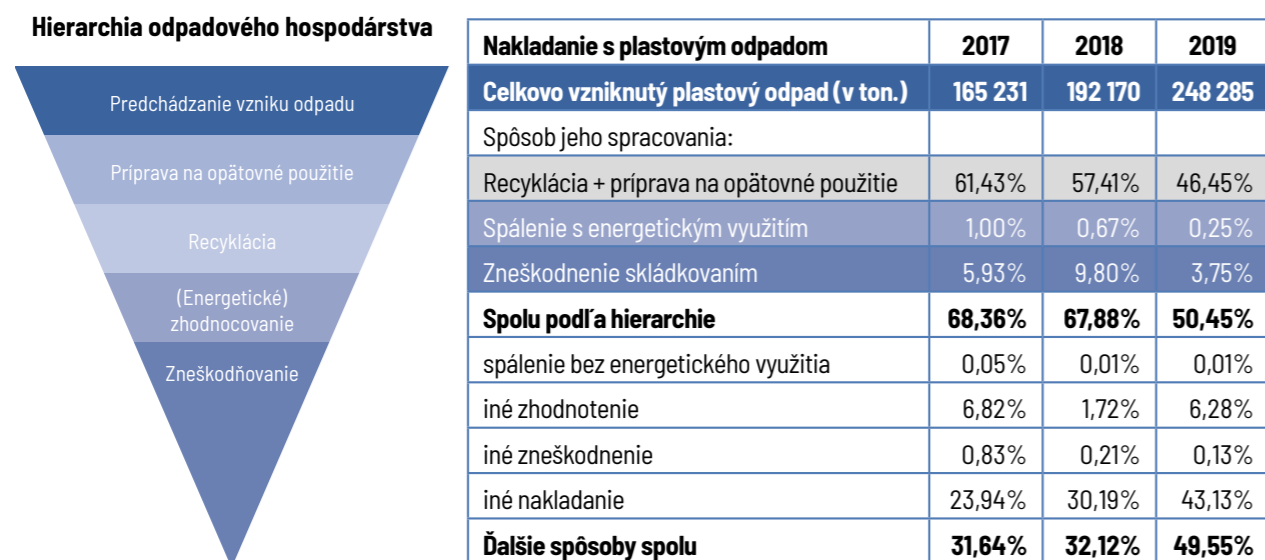 Hierarchia odpadového hospodárstva
Predchádzanie vzniku odpadu
Príprava na opätovné použitie
Recyklácia
(Energetické)
zhodnocovanie
Zneškodňovanie
Nakladanie s plastovým odpadom 2017 2018 2019
Celkovo vzniknutý plastový odpad (v ton.) 165 231 192 170 248 285
Spôsob jeho spracovania:
Recyklácia + príprava na opätovné použitie 61,43% 57,41% 46,45%
Spálenie s energetickým využitím 1,00% 0,67% 0,25%
Zneškodnenie skládkovaním 5,93% 9,80% 3,75%
Spolu podľa hierarchie 68,36% 67,88% 50,45%
spálenie bez energetického využitia 0,05% 0,01% 0,01%
iné zhodnotenie 6,82% 1,72% 6,28%
iné zneškodnenie 0,83% 0,21% 0,13%
iné nakladanie 23,94% 30,19% 43,13%
Ďalšie spôsoby spolu 31,64% 32,12% 49,55%